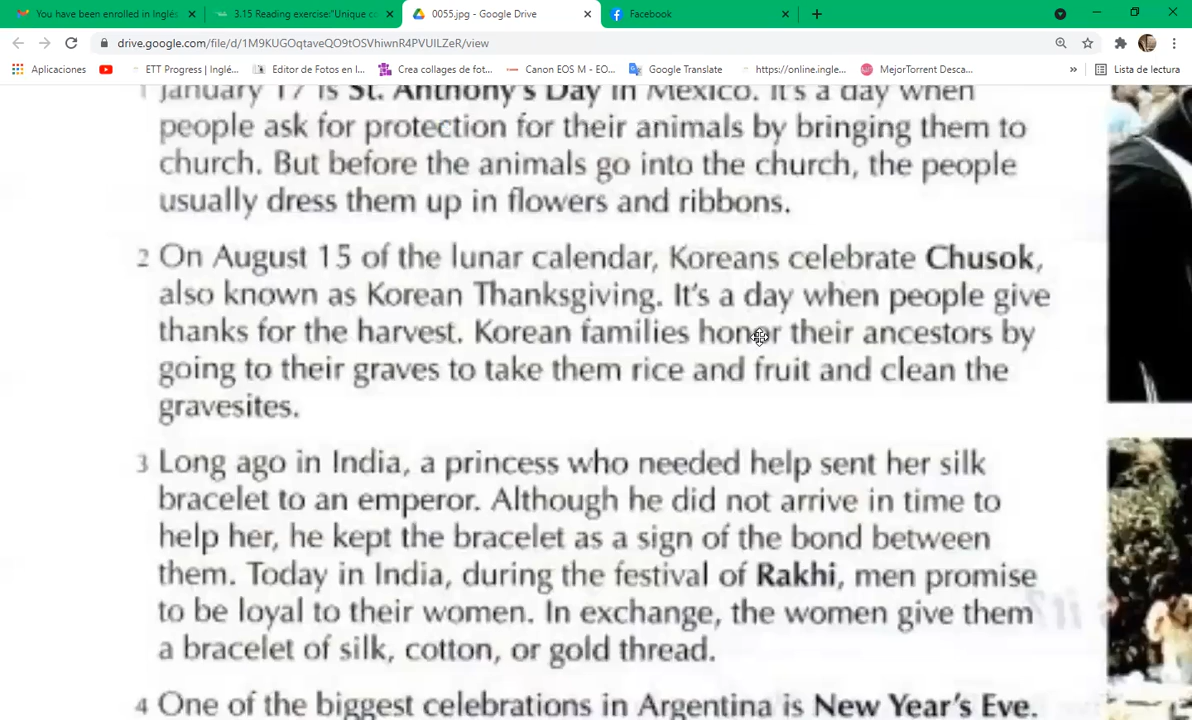 You have been enrolled in Inglés
3.15 Reading exercise:"Unique c
0055.jpg - Google Drive
Facebook
drive.google.com/file/d/1M9KUGOqtaveQO9tOSVhiwnR4PVUILZeR/view
Aplicaciones
ETT Progress | Inglé...
Editor de Fotos en l...
Crea collages de fot...
Canon EOS M - EO...
Google Translate
https://online.ingle...
MejorTorrent Desca...
»
Lista de lectura
1 January 17 is St. Anthony's Day in Mexico. It's a day when
people ask for protection for their animals by bringing them to
church. But before the animals go into the church, the people
usually dress them up in flowers and ribbons.
2 On August 15 of the lunar calendar, Koreans celebrate Chusok,
also known as Korean Thanksgiving. It's a day when people give
thanks for the harvest. Korean families honor their ancestors by
going to their graves to take them rice and fruit and clean the
gravesites.
3 Long ago in India, a princess who needed help sent her silk
bracelet to an emperor. Although he did not arrive in time to
help her, he kept the bracelet as a sign of the bond between
them. Today in India, during the festival of Rakhi, men promise
to be loyal to their women. In exchange, the women give them
a bracelet of silk, cotton, or gold thread.
4 One of the biggest celebrations in Argentina is New Year's Eve.